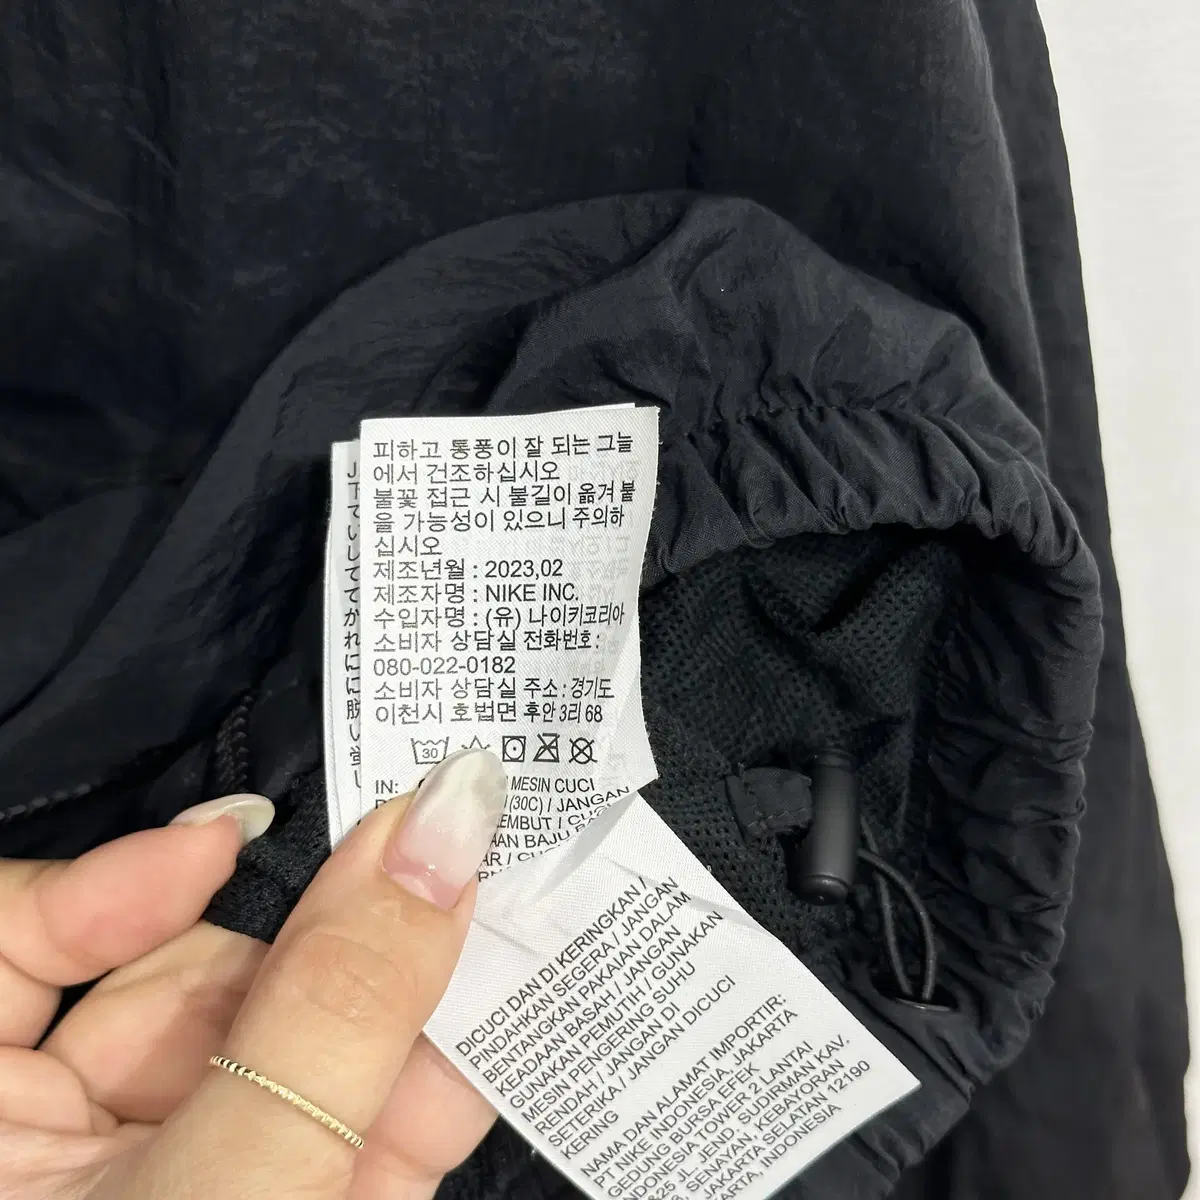 피하고 통풍이 잘 되는 그늘
에서 건조하십시오
불꽃 접근 시 불길이 옮겨 붙
을 가능성이 있으니 주의하
십시오
제조년월 : 2023,02
제조자명 : NIKE INC.
수입자명 : (유) 나이키코리아
소비자 상담실 전화번호:
080-022-0182
소비자 상담실 주소 : 경기도
이천시 호법면 후안 3리 68
30
IN: MESIN CUCI
(30C) / JANGAN
BAJU
DICUCI DAN DI KERINGKAN /
PINDAHKAN SEGERA / JANGAN
BENTANGKAN PAKAIAN DALAM
KEADAAN BASAH / JANGAN
GUNAKAN PEMUTIH / GUNAKAN
MESIN PENGERING SUHU
RENDAH / JANGAN DI
SETERIKA / JANGAN DICUCI
KERING
NAMA DAN ALAMAT IMPORTIR:
PT NIKE INDONESIA, JAKARTA
GEDUNG BURSA EFEK
INDONESIA TOWER 2 LANTAI
25 JL. JEND. SUDIRMAN KAV.
SENAYAN, KEBAYORAN
JAKARTA SELATAN 12190
INDONESIA